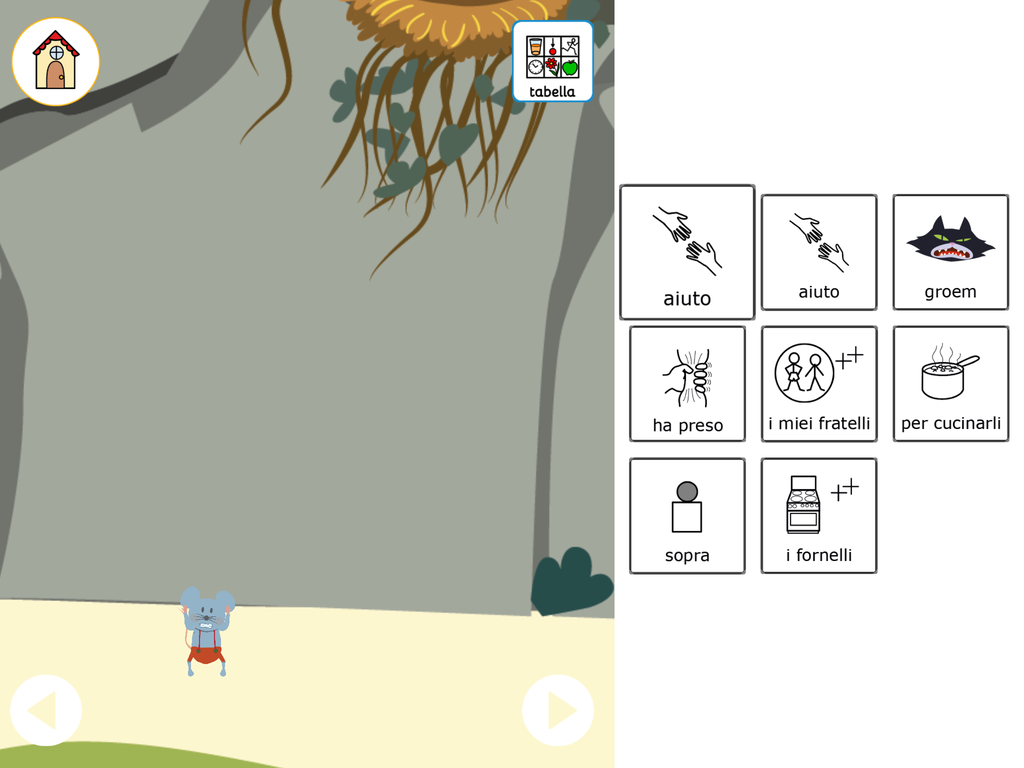 tabella
aiuto
aiuto
groem
ha preso
i miei fratelli
per cucinarli
sopra
i fornelli